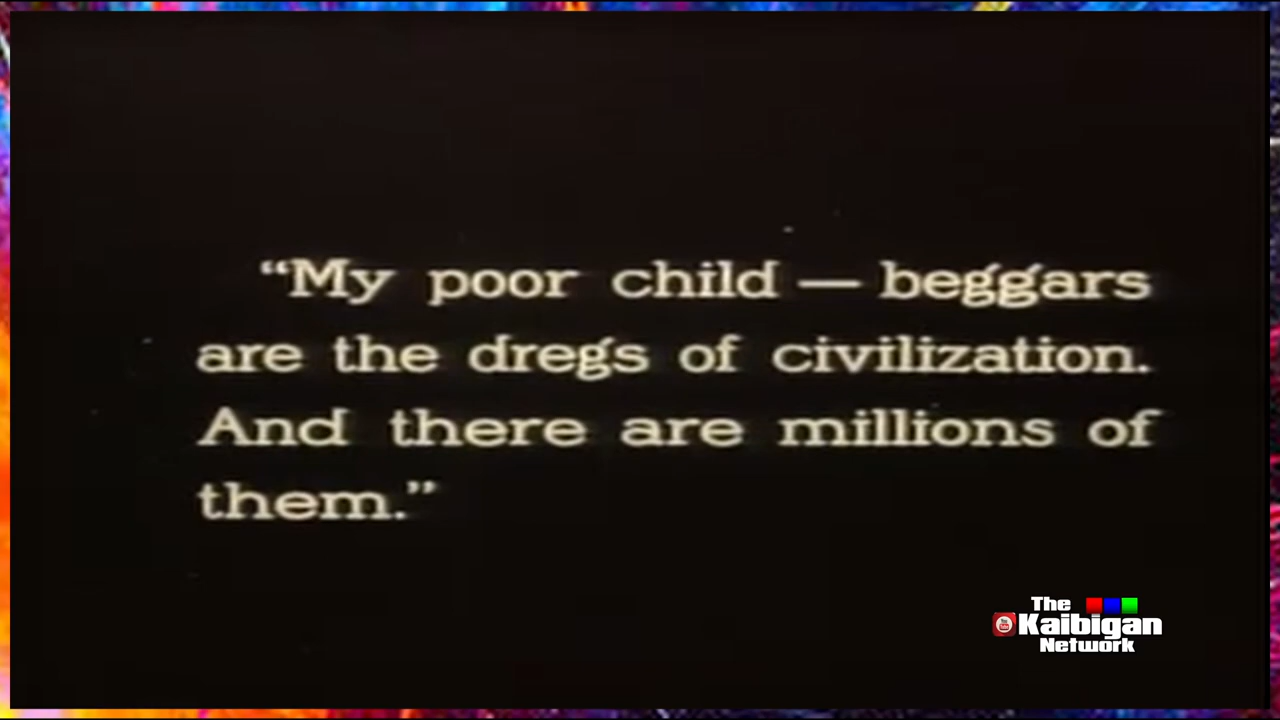 “My poor child — beggars
are the dregs of civilization.
And there are millions of
them.”
The
Kaibigan
Network